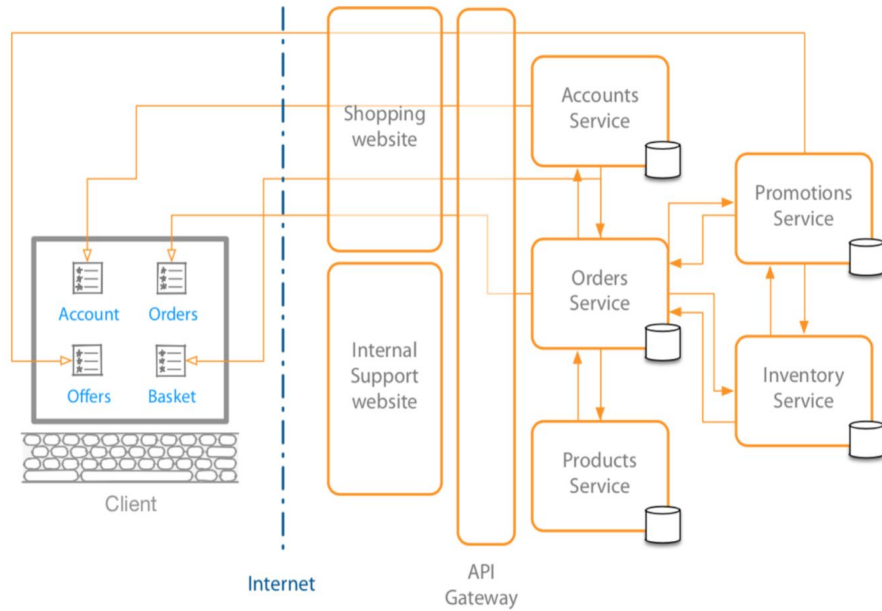 Shopping
website
Accounts
Service
Promotions
Service
Account
Orders
Orders
Service
Offers
Basket
Internal
Support
website
Inventory
Service
Products
Service
Client
Internet
API
Gateway